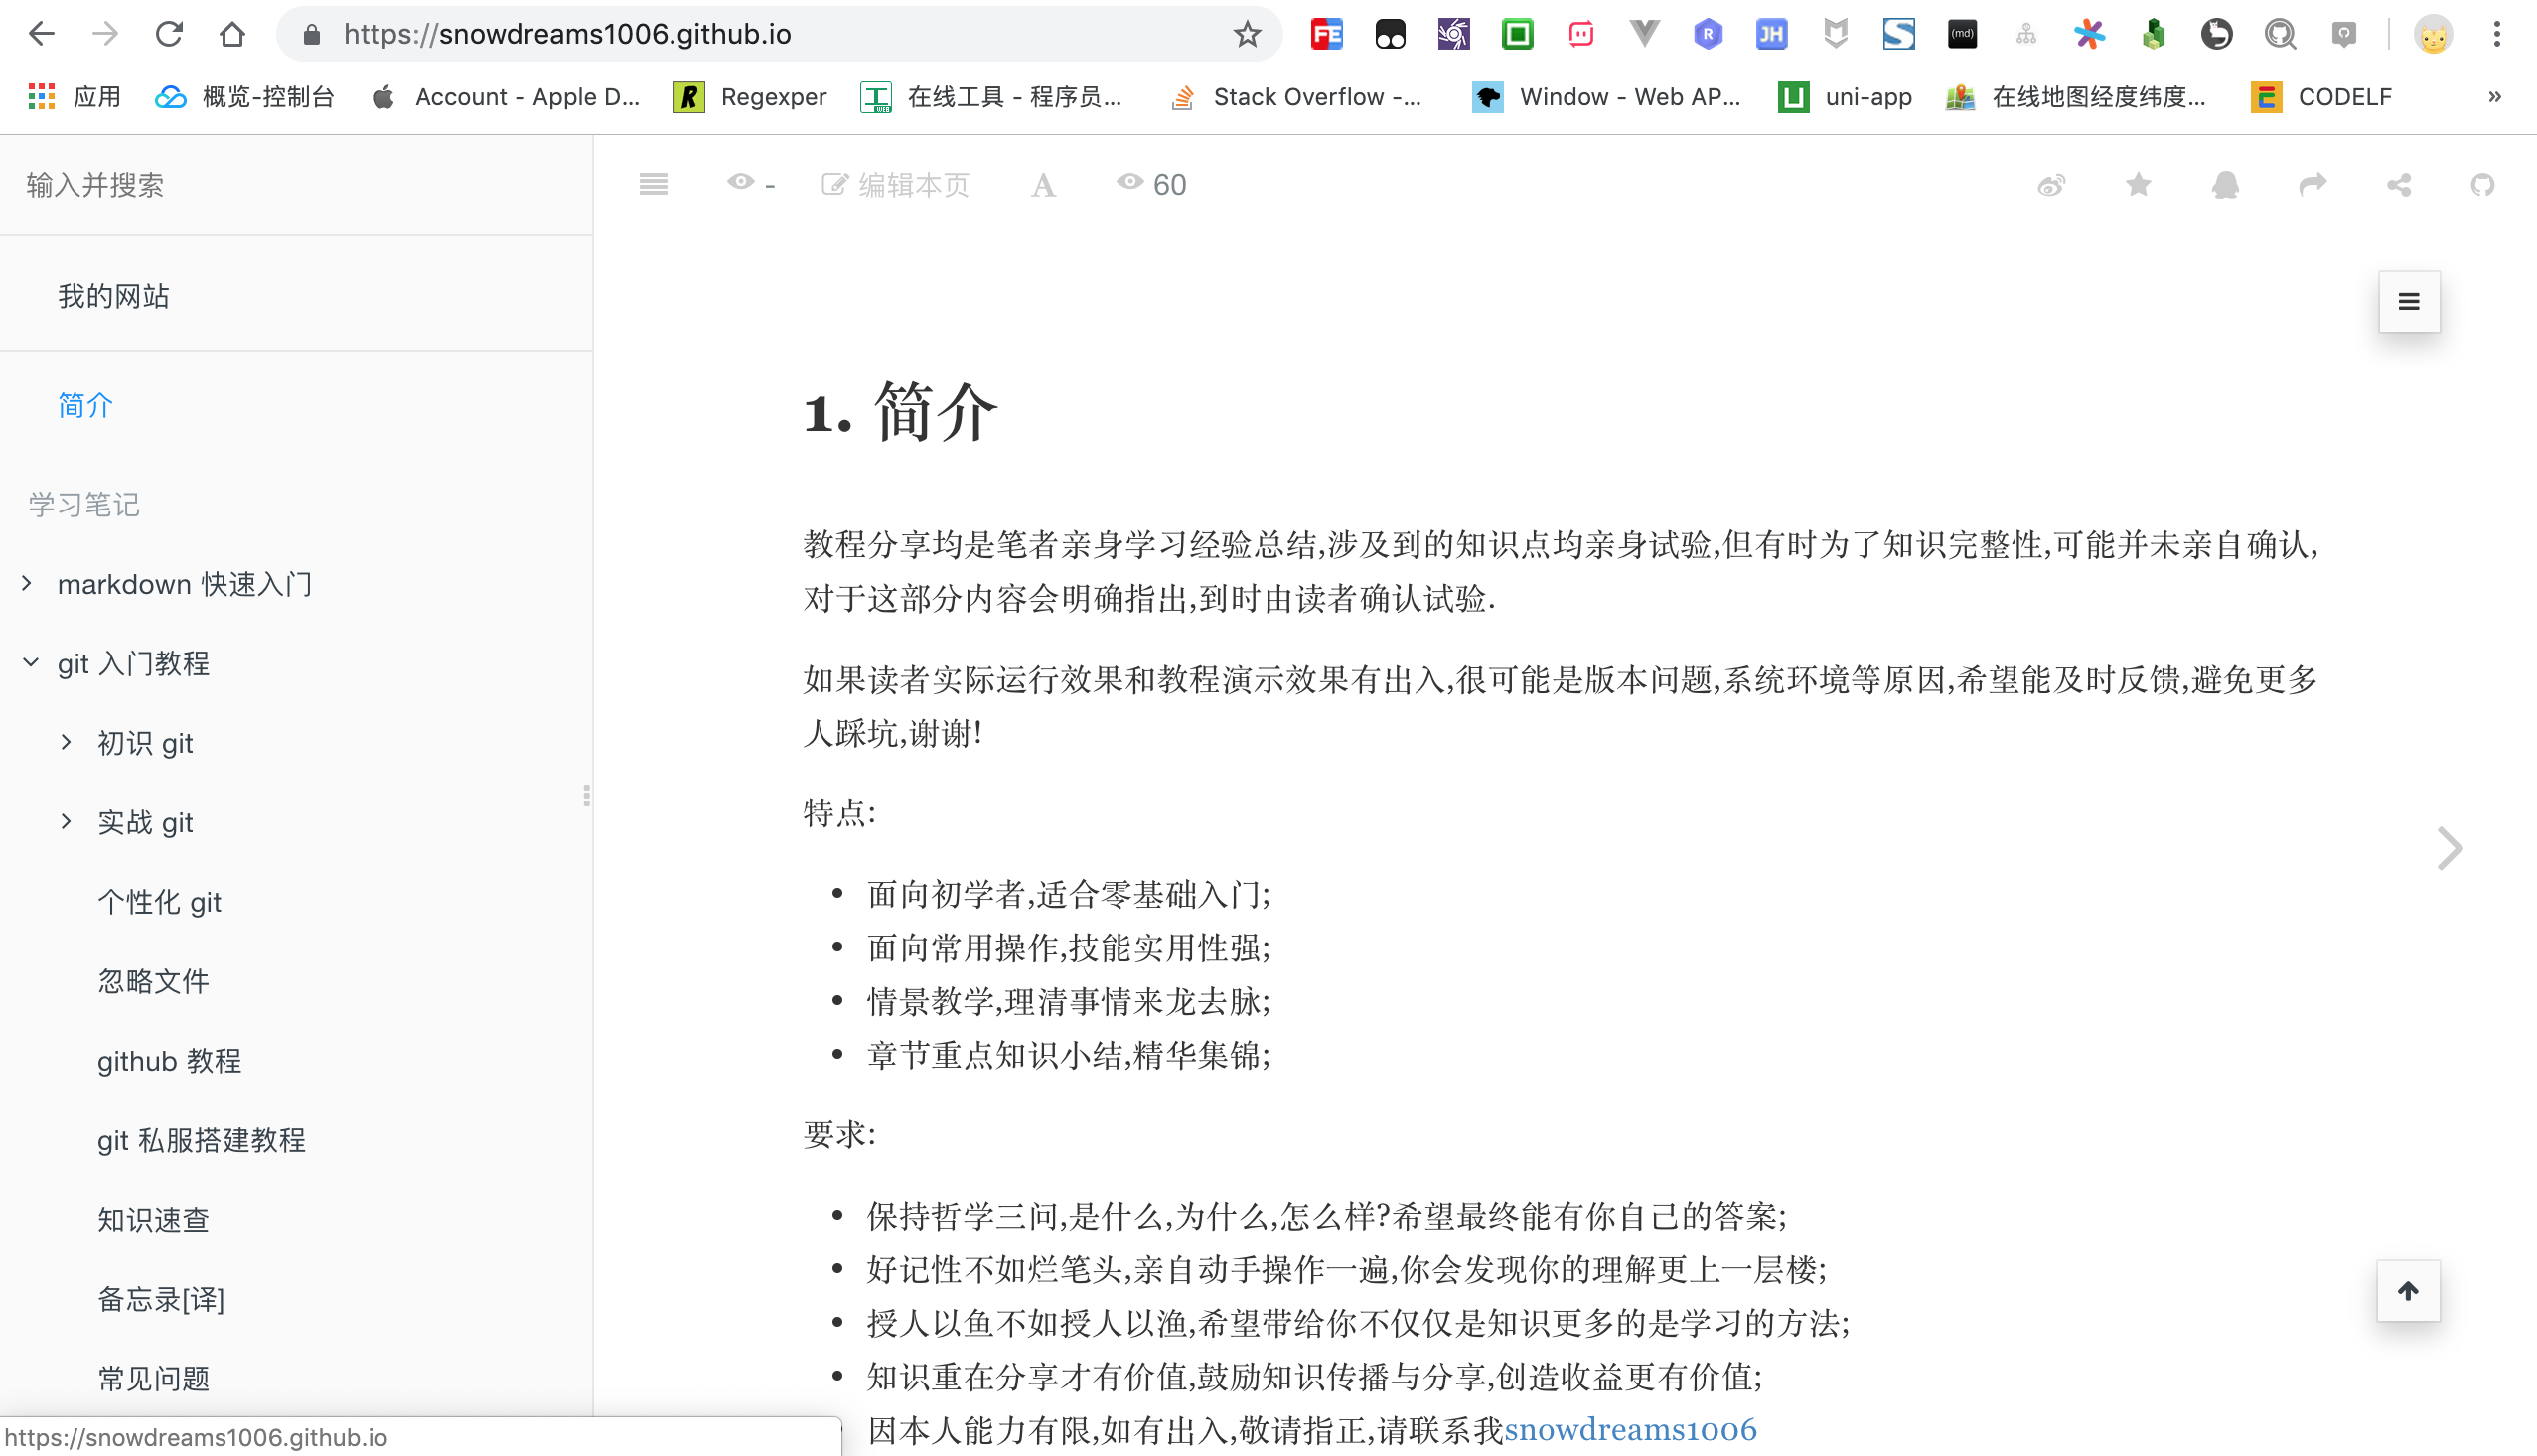 https://snowdreams1006.github.io
应用
概览-控制台
Account - Apple D...
Regexper
在线工具 - 程序员...
Stack Overflow -...
Window - Web AP...
uni-app
在线地图经度纬度...
CODELF
»
输入并搜索
我的网站
简介
学习笔记
markdown 快速入门
git 入门教程
初识 git
实战 git
个性化 git
忽略文件
github 教程
git 私服搭建教程
知识速查
备忘录[译]
常见问题
https://snowdreams1006.github.io
-
编辑本页
A
60
1. 简介
教程分享均是笔者亲身学习经验总结,涉及到的知识点均亲身试验,但有时为了知识完整性,可能并未亲自确认,
对于这部分内容会明确指出,到时由读者确认试验.
如果读者实际运行效果和教程演示效果有出入,很可能是版本问题,系统环境等原因,希望能及时反馈,避免更多
人踩坑,谢谢!
特点:
• 面向初学者,适合零基础入门;
• 面向常用操作,技能实用性强;
• 情景教学,理清事情来龙去脉;
• 章节重点知识小结,精华集锦;
要求:
• 保持哲学三问,是什么,为什么,怎么样?希望最终能有你自己的答案;
• 好记性不如烂笔头,亲自动手操作一遍,你会发现你的理解更上一层楼;
• 授人以鱼不如授人以渔,希望带给你不仅仅是知识更多的是学习的方法;
• 知识重在分享才有价值,鼓励知识传播与分享,创造收益更有价值;
因本人能力有限,如有出入,敬请指正,请联系我snowdreams1006